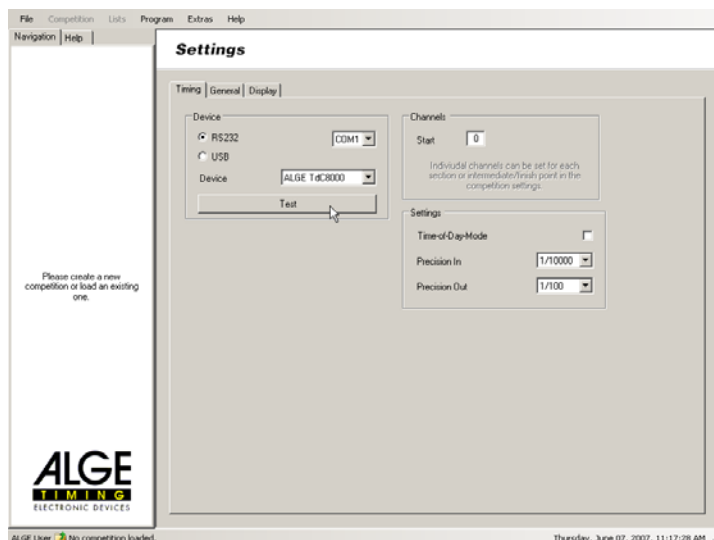 File Competition Lists Program Extras Help
Navigation Help
Settings
Timing General Display
Device
RS232 COM1
USB
Device ALGE TdC8000
Test
Channels
Start 0
Indiviudal channels can be set for each
section or intermediate/finish point in the
competition settings.
Settings
Time-of-Day-Mode
Precision In 1/10000
Precision Out 1/100
Please create a new
competition or load an existing
one.
ALGE
TIMING
ELECTRONIC DEVICES
ALGE User No competition loaded.
Thursday, June 07, 2007, 11:17:28 AM